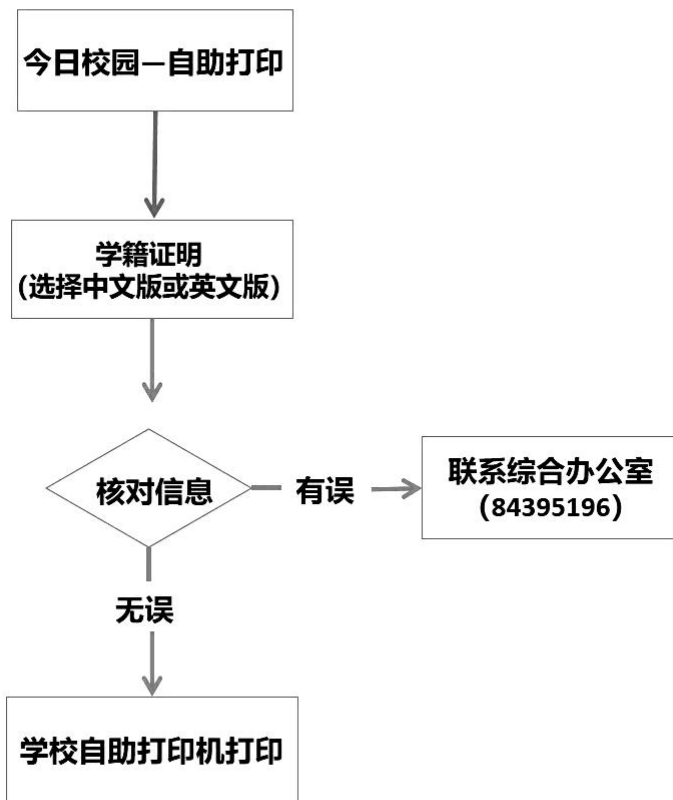 今日校园—自助打印
学籍证明
（选择中文版或英文版）
核对信息
有误
联系综合办公室
（84395196）
无误
学校自助打印机打印